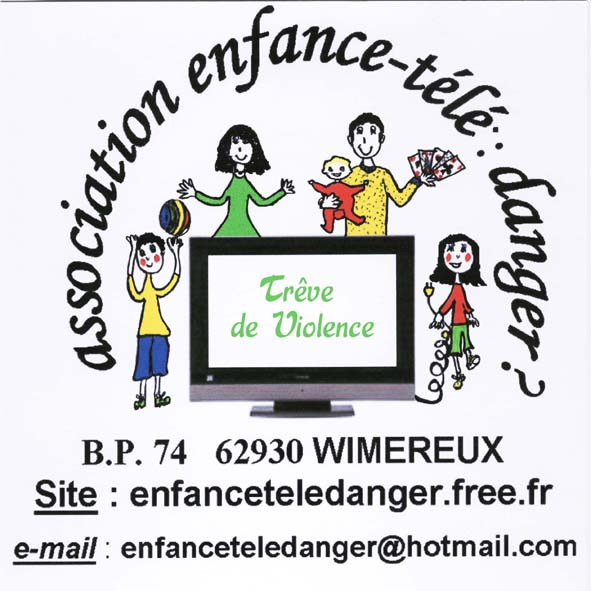 association enfance-télé : danger?
Trêve
de Violence
B.P. 74 62930 WIMEREUX
Site : enfanceteledanger.free.fr
e-mail : enfanceteledanger@hotmail.com